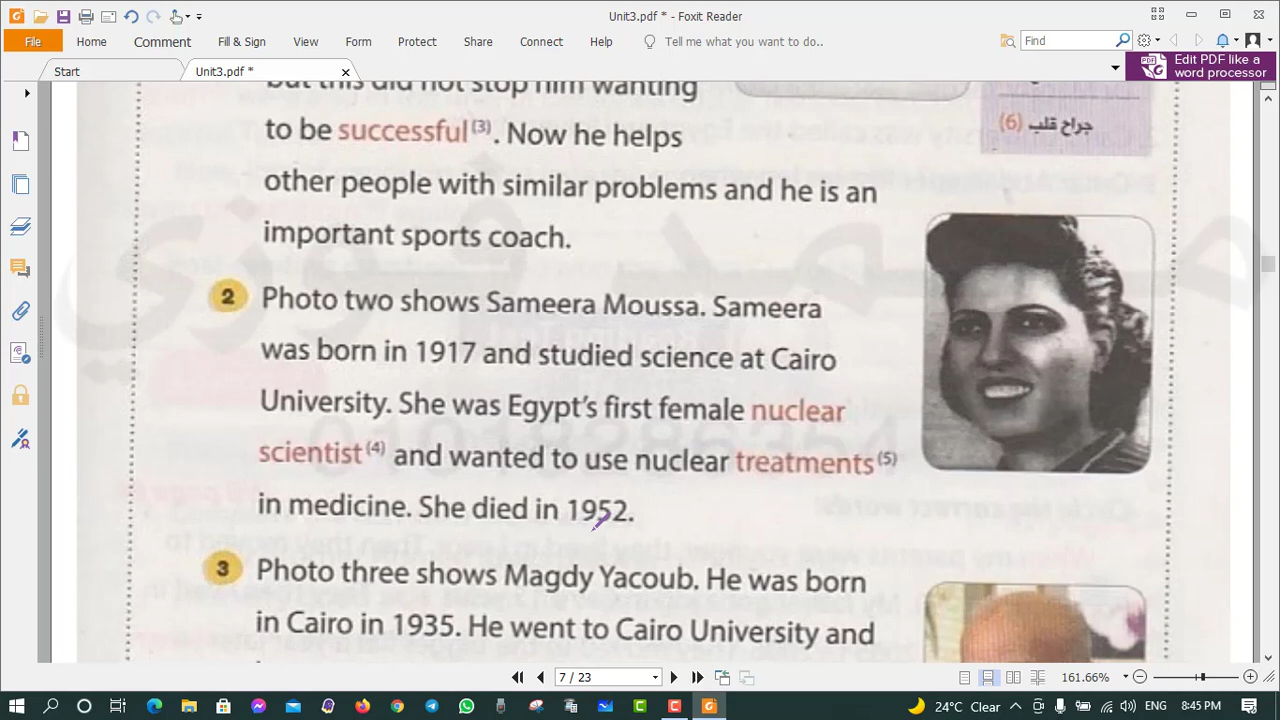 Unit3.pdf * - Foxit Reader
File Home Comment Fill & Sign View Form Protect Share Connect Help Tell me what you want to do.. Find
Start Unit3.pdf * Edit PDF like a
word processor
but this did not stop him wanting
to be successful(3). Now he helps
(6) جراح قلب
other people with similar problems and he is an
important sports coach.
2 Photo two shows Sameera Moussa. Sameera
was born in 1917 and studied science at Cairo
University. She was Egypt's first female nuclear
scientist(4) and wanted to use nuclear treatments(5)
in medicine. She died in 1952.
3 Photo three shows Magdy Yacoub. He was born
in Cairo in 1935. He went to Cairo University and
7 / 23 161.66%
24°C Clear ENG 8:45 PM